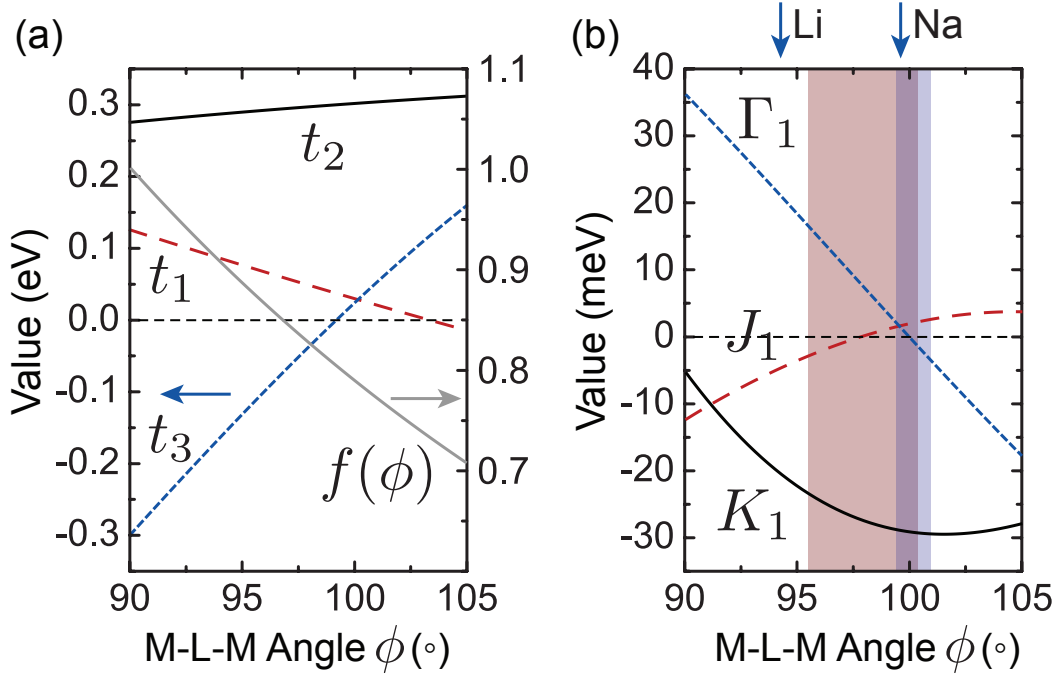 (a)
0.3
0.2
0.1
0.0
-0.1
-0.2
-0.3
Value (eV)
1.1
1.0
0.9
0.8
0.7
t₂
t₁
t₃
f(ϕ)
90
95
100
105
M-L-M Angle ϕ (◦)
(b)
Li
Na
40
30
20
10
0
-10
-20
-30
Value (meV)
Γ₁
J₁
K₁
90
95
100
105
M-L-M Angle ϕ (◦)